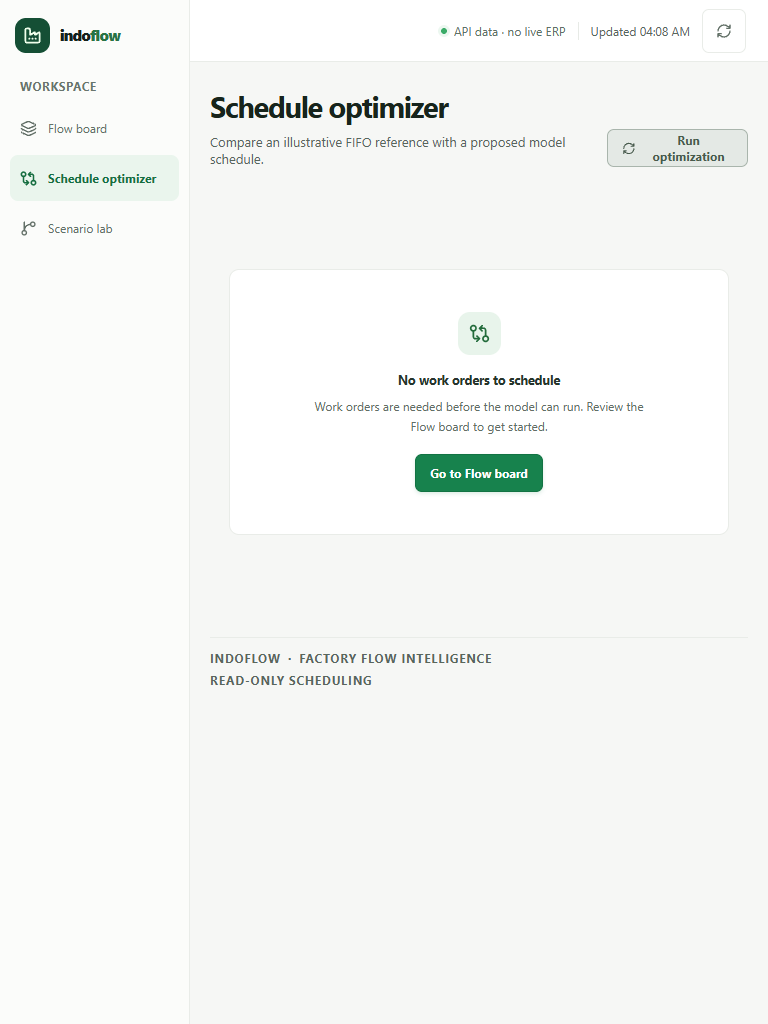 indoflow
API data · no live ERP
Updated 04:08 AM
WORKSPACE
Flow board
Schedule optimizer
Scenario lab
Schedule optimizer
Compare an illustrative FIFO reference with a proposed model
schedule.
Run
optimization
No work orders to schedule
Work orders are needed before the model can run. Review the
Flow board to get started.
Go to Flow board
INDOFLOW · FACTORY FLOW INTELLIGENCE
READ-ONLY SCHEDULING